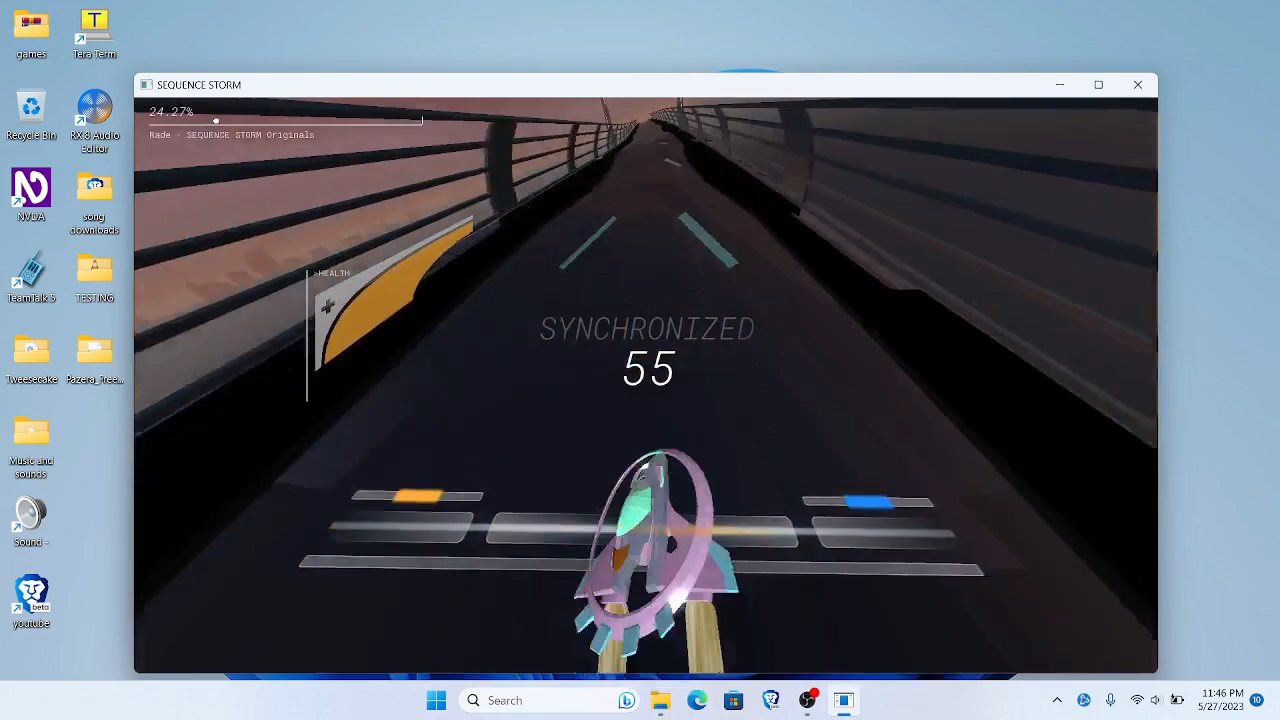 games
Tera Term
Recycle Bin
RX 8 Audio
Editor
NVDA
song
downloads
TeamTalk 5
TESTING
Tweesecake
Pazera_Free...
Music and
sounds
Sound -
beta
youtube
SEQUENCE STORM
24.27%
Rade - SEQUENCE STORM Originals
>HEALTH
SYNCHRONIZED
55
Search
11:46 PM
5/27/2023
10